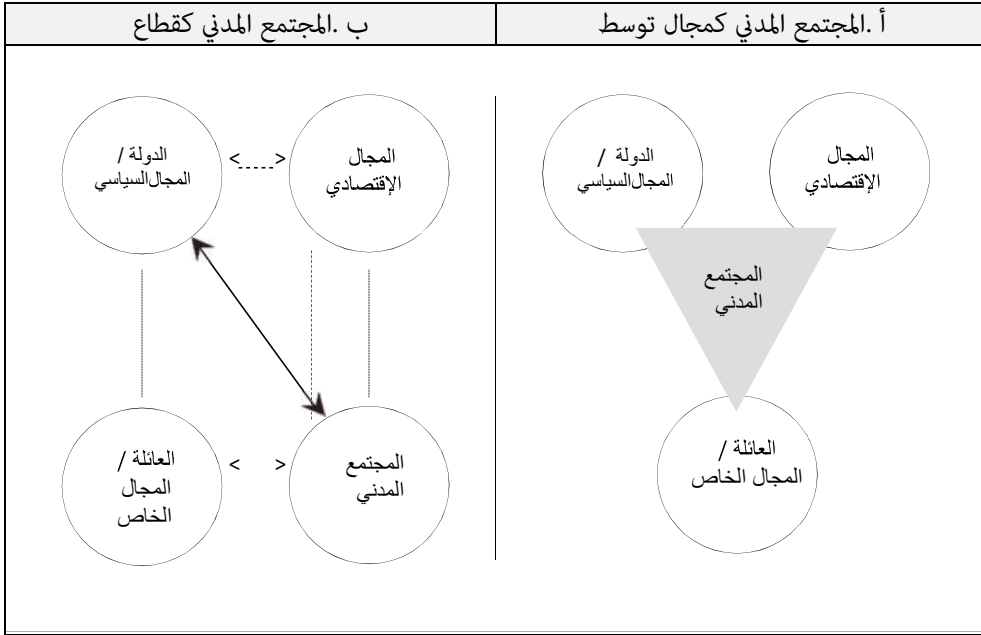 أ .المجتمع المدني كمجال توسط
ب .المجتمع المدني كقطاع
المجال
الإقتصادي
الدولة /
المجال السياسي
المجتمع
المدني
العائلة /
المجال الخاص
المجال
الإقتصادي
الدولة /
المجال السياسي
المجتمع
المدني
العائلة /
المجال
الخاص